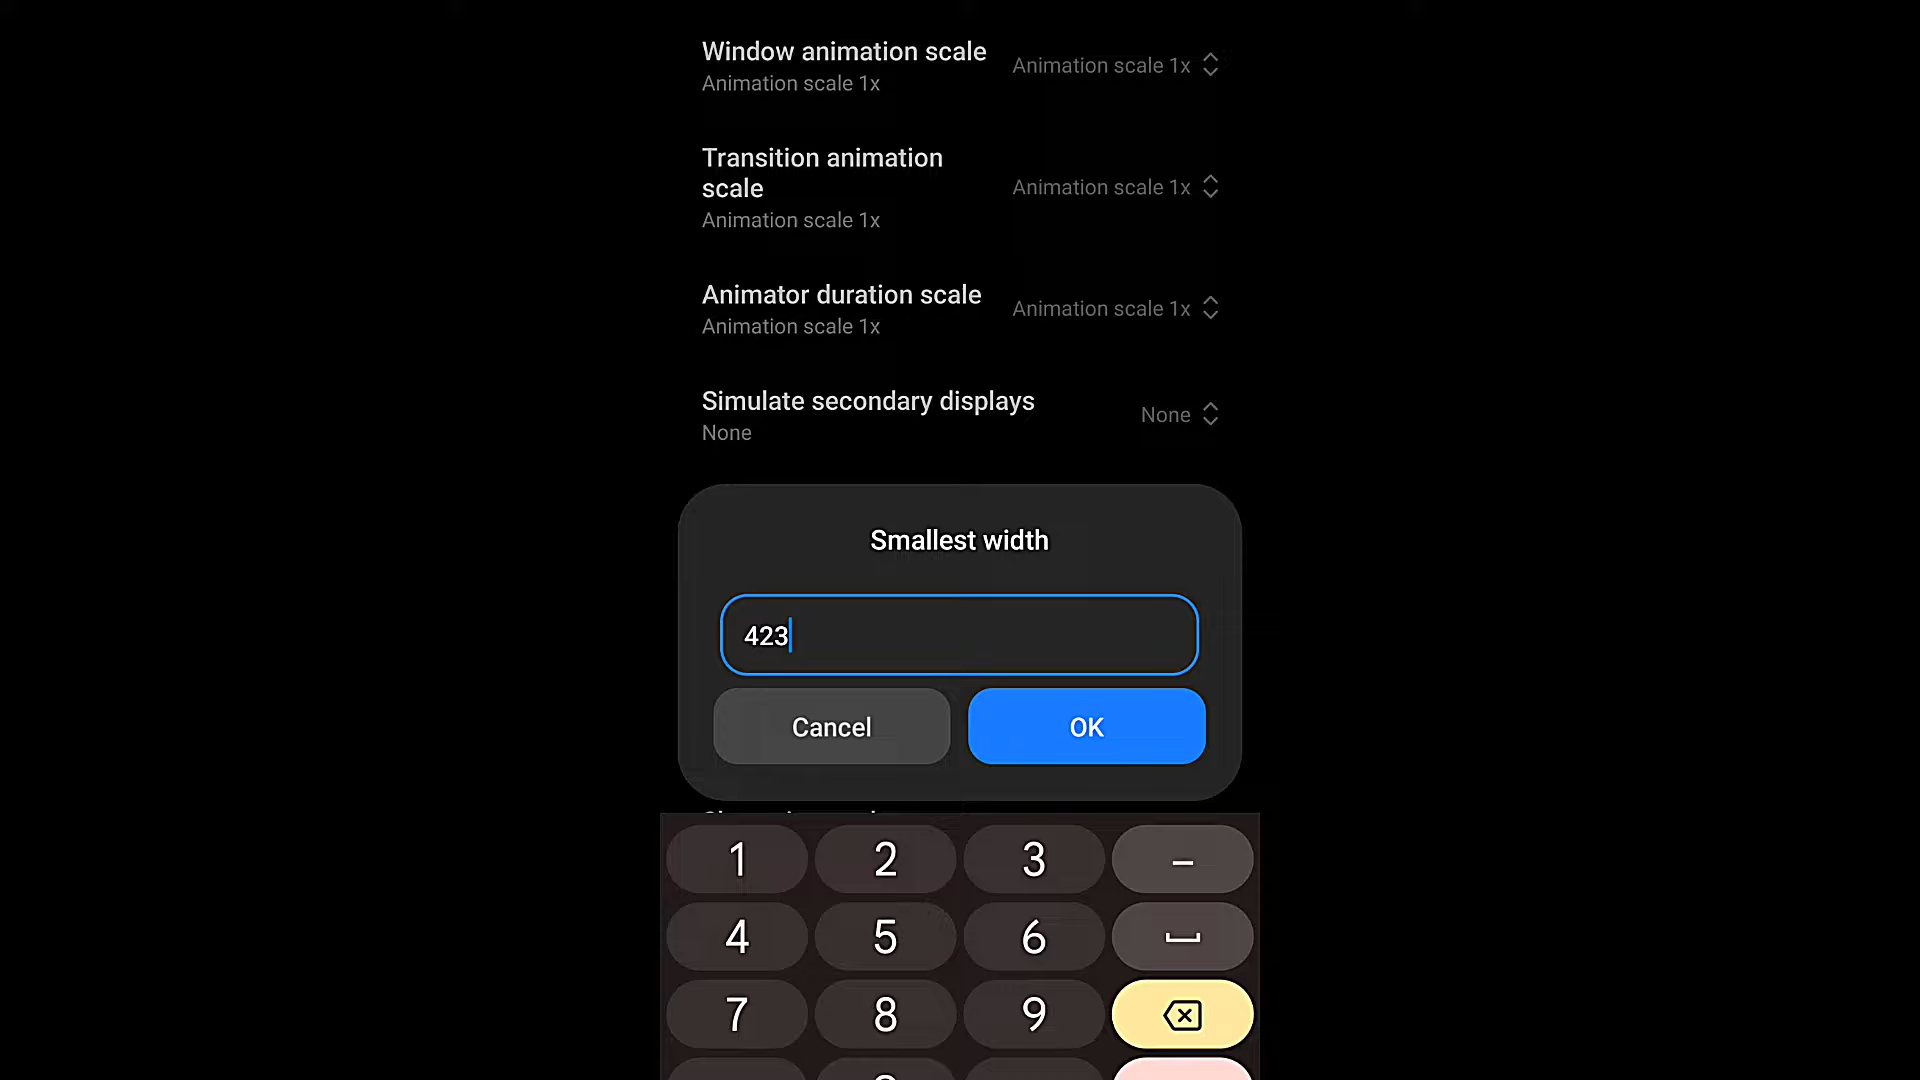 Window animation scale
Animation scale 1x
Animation scale 1x
Transition animation
scale
Animation scale 1x
Animation scale 1x
Animator duration scale
Animation scale 1x
Animation scale 1x
Simulate secondary displays
None
None
Smallest width
423
Cancel
OK
1 2 3 –
4 5 6
7 8 9